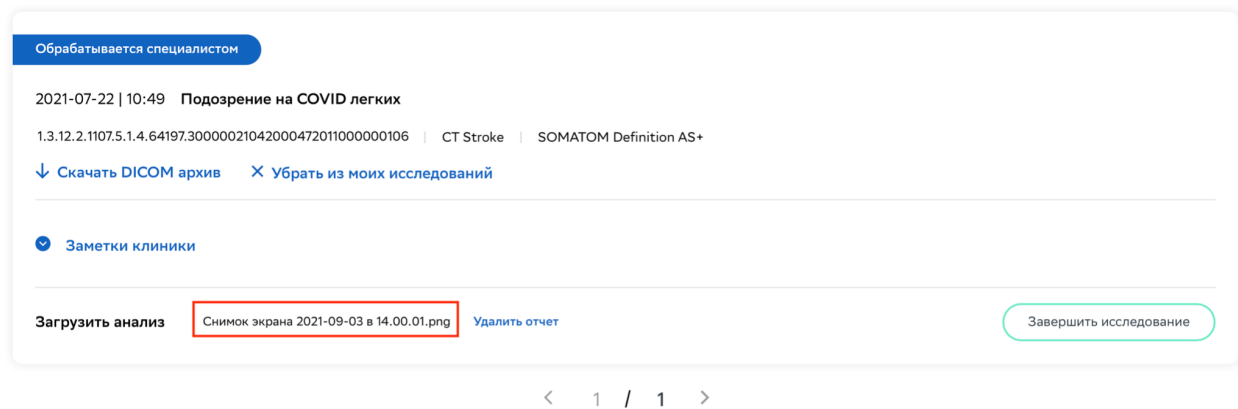 Обрабатывается специалистом
2021-07-22 | 10:49 Подозрение на COVID легких
1.3.12.2.1107.5.1.4.64197.30000021042000472011000000106 | CT Stroke | SOMATOM Definition AS+
Скачать DICOM архив Убрать из моих исследований
Заметки клиники
Загрузить анализ Снимок экрана 2021-09-03 в 14.00.01.png Удалить отчет Завершить исследование
1 / 1